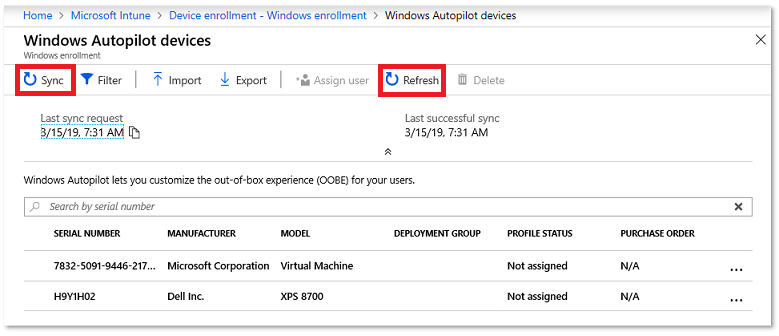 Home > Microsoft Intune > Device enrollment - Windows enrollment > Windows Autopilot devices
Windows Autopilot devices
Windows enrollment
Sync Filter Import Export Assign user Refresh Delete
Last sync request Last successful sync
3/15/19, 7:31 AM 3/15/19, 7:31 AM
Windows Autopilot lets you customize the out-of-box experience (OOBE) for your users.
Search by serial number
SERIAL NUMBER MANUFACTURER MODEL DEPLOYMENT GROUP PROFILE STATUS PURCHASE ORDER
7832-5091-9446-217... Microsoft Corporation Virtual Machine Not assigned N/A ...
H9Y1H02 Dell Inc. XPS 8700 Not assigned N/A ...